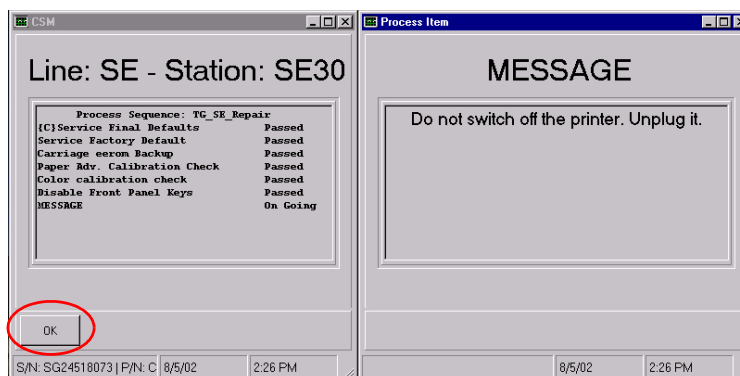 CSM
Line: SE - Station: SE30
Process Sequence: TG_SE_Repair
{C}Service Final Defaults Passed
Service Factory Default Passed
Carriage eerom Backup Passed
Paper Adv. Calibration Check Passed
Color calibration check Passed
Disable Front Panel Keys Passed
MESSAGE On Going
OK
S/N: SG24518073 | P/N: C 8/5/02 2:26 PM
Process Item
MESSAGE
Do not switch off the printer. Unplug it.
8/5/02 2:26 PM